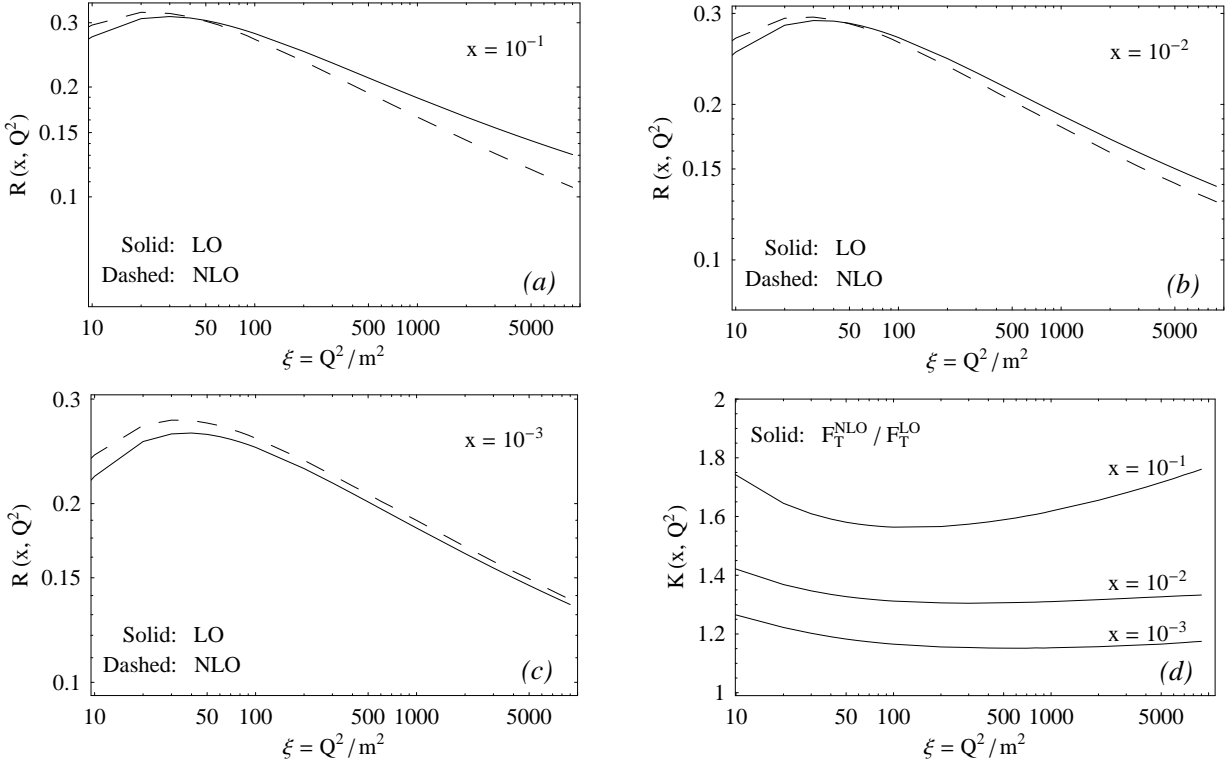 0.3
0.2
0.15
0.1
R (x, Q²)
x = 10⁻¹
Solid: LO
Dashed: NLO
(a)
10 50 100 500 1000 5000
ξ = Q²/m²
0.3
0.2
0.15
0.1
R (x, Q²)
x = 10⁻²
Solid: LO
Dashed: NLO
(b)
10 50 100 500 1000 5000
ξ = Q²/m²
0.3
0.2
0.15
0.1
R (x, Q²)
x = 10⁻³
Solid: LO
Dashed: NLO
(c)
10 50 100 500 1000 5000
ξ = Q²/m²
2
1.8
1.6
1.4
1.2
1
K (x, Q²)
Solid: F_T^NLO / F_T^LO
x = 10⁻¹
x = 10⁻²
x = 10⁻³
(d)
10 50 100 500 1000 5000
ξ = Q²/m²